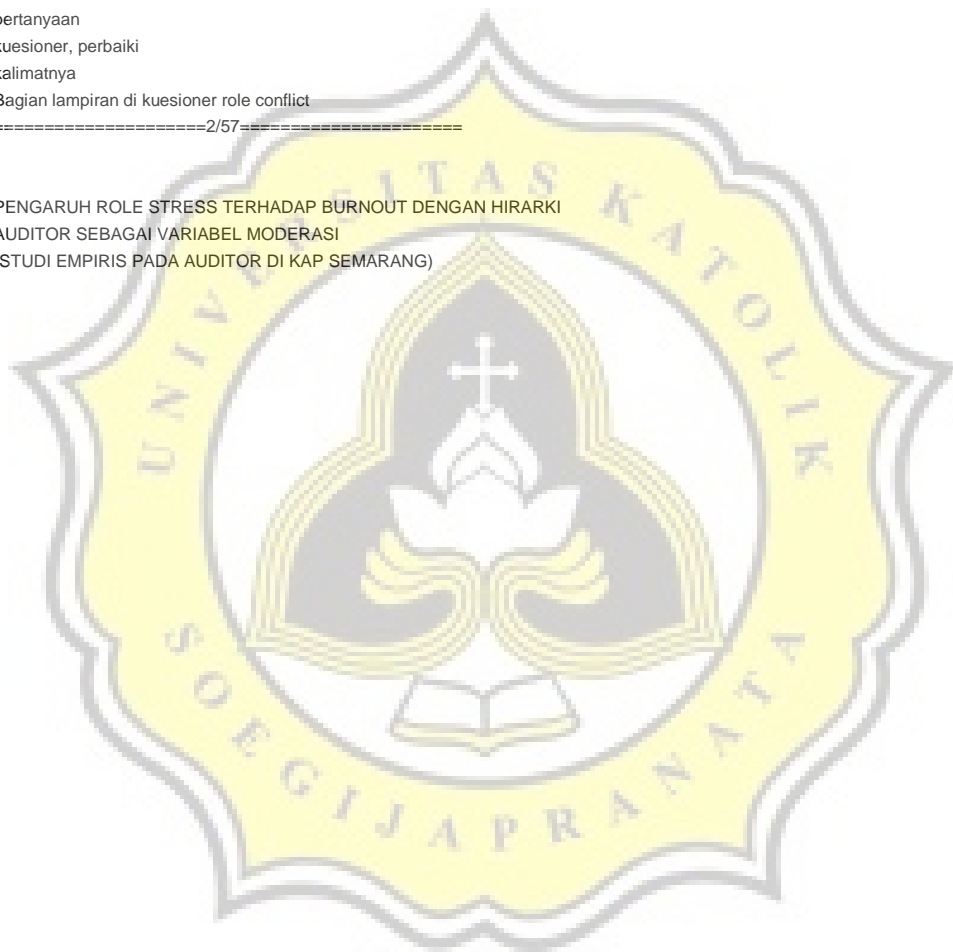 pertanyaan
kuesioner, perbaiki
kalimatnya
Bagian lampiran di kuesioner role conflict
======================2/57======================
PENGARUH ROLE STRESS TERHADAP BURNOUT DENGAN HIRARKI
AUDITOR SEBAGAI VARIABEL MODERASI
(STUDI EMPIRIS PADA AUDITOR DI KAP SEMARANG)
UNIVERSITAS KATOLIK
SOEGIJAPRANATA